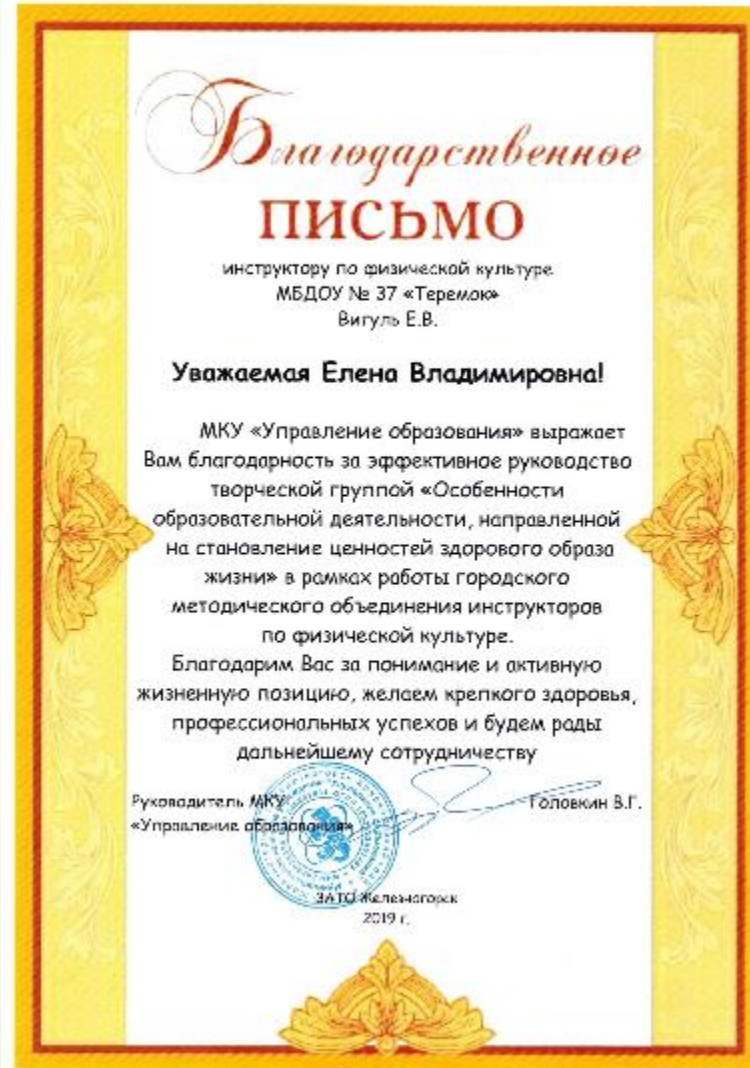 Благодарственное
ПИСЬМО
инструктору по физической культуре
МБДОУ № 37 «Теремок»
Вигуль Е.В.
Уважаемая Елена Владимировна!
МКУ «Управление образования» выражает
Вам благодарность за эффективное руководство
творческой группой «Особенности
образовательной деятельности, направленной
на становление ценностей здорового образа
жизни» в рамках работы городского
методического объединения инструкторов
по физической культуре.
Благодарим Вас за понимание и активную
жизненную позицию, желаем крепкого здоровья,
профессиональных успехов и будем рады
дальнейшему сотрудничеству
Руководитель МКУ Головкин В.Г.
«Управление образования»
ЗАТО Железногорск
2019 г.